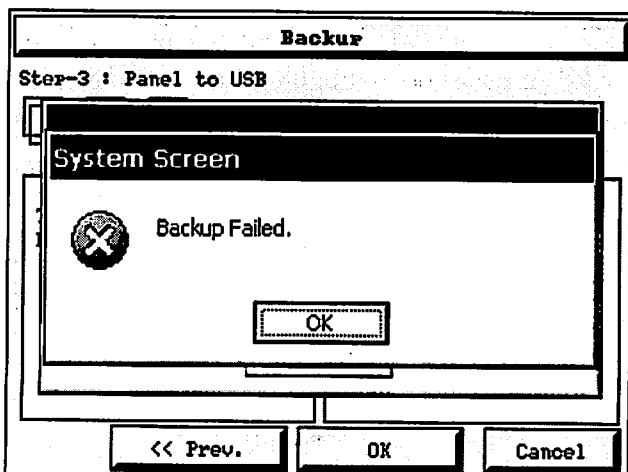 Backup
Step-3 : Panel to USB
System Screen
Backup Failed.
OK
<< Prev.
OK
Cancel